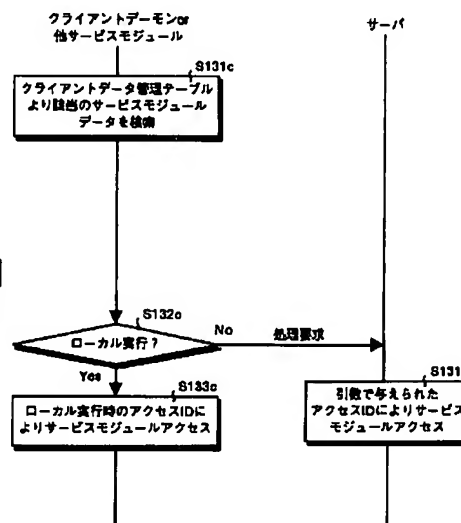 クライアントデーモンor
他サービスモジュール
サーバ
S131c
クライアントデータ管理テーブル
より該当のサービスモジュール
データを検索
S132c
ローカル実行？
No
処理要求
Yes
S133c
ローカル実行時のアクセスIDに
よりサービスモジュールアクセス
S131
引数で与えられた
アクセスIDによりサービス
モジュールアクセス